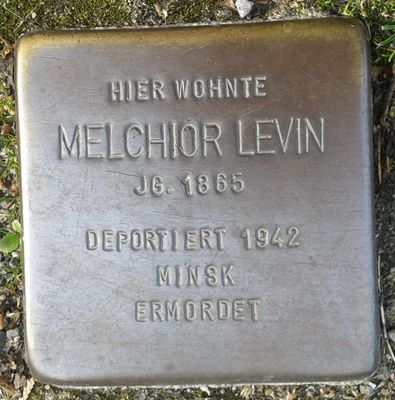 HIER WOHNTE
MELCHIOR LEVIN
JG. 1865
DEPORTIERT 1942
MINSK
ERMORDET